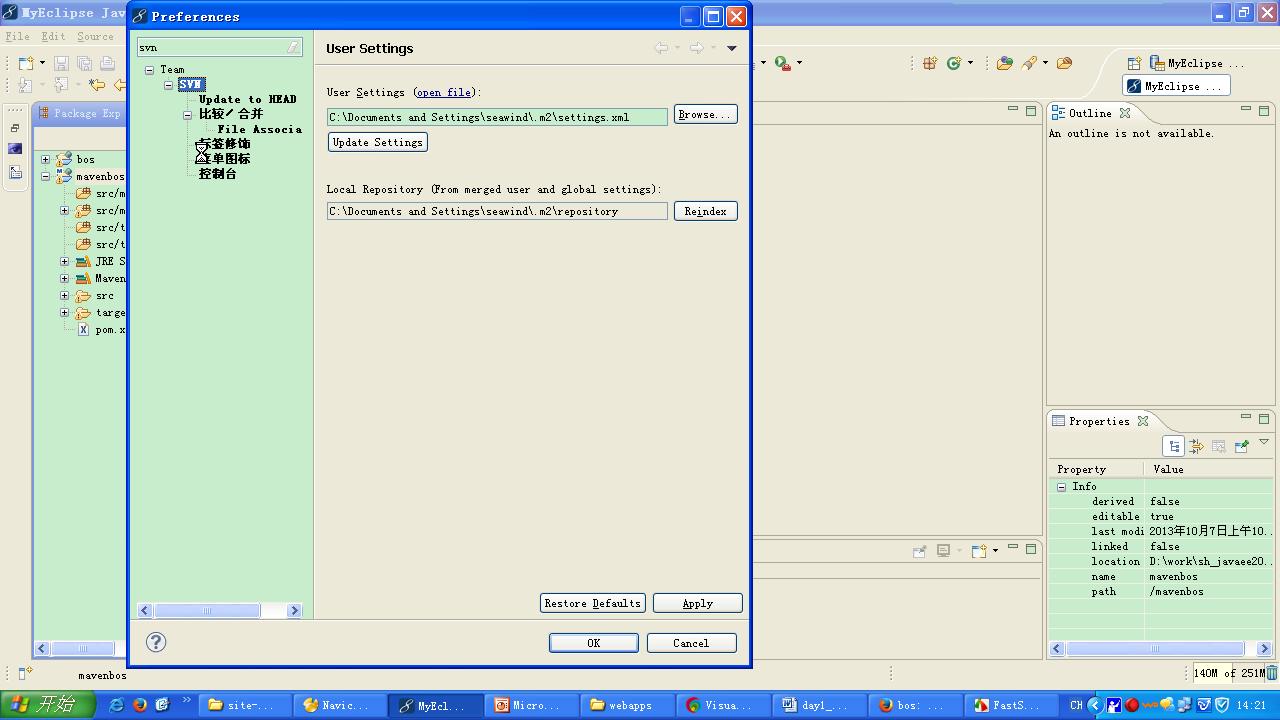 MyEclipse Jav
File Edit Source
MyEclipse ...
MyEclipse ...
Package Exp
bos
mavenbos
src/m
src/m
src/t
src/t
JRE S
Maven
src
targe
pom.x
Preferences
svn
Team
SVN
Update to HEAD
比较/合并
File Associa
标签修饰
单图标
控制台
User Settings
User Settings (open file):
C:\Documents and Settings\seawind\.m2\settings.xml
Browse...
Update Settings
Local Repository (From merged user and global settings):
C:\Documents and Settings\seawind\.m2\repository
Reindex
Restore Defaults
Apply
OK
Cancel
Outline
An outline is not available.
Properties
Property Value
Info
derived false
editable true
last modi 2013年10月7日上午10..
linked false
location D:\work\sh_javaee20..
name mavenbos
path /mavenbos
mavenbos
140M of 251M
开始
site-...
Navic...
MyEcl...
Micro...
webapps
Visua...
day1_...
bos: ...
FastS...
CH
14:21